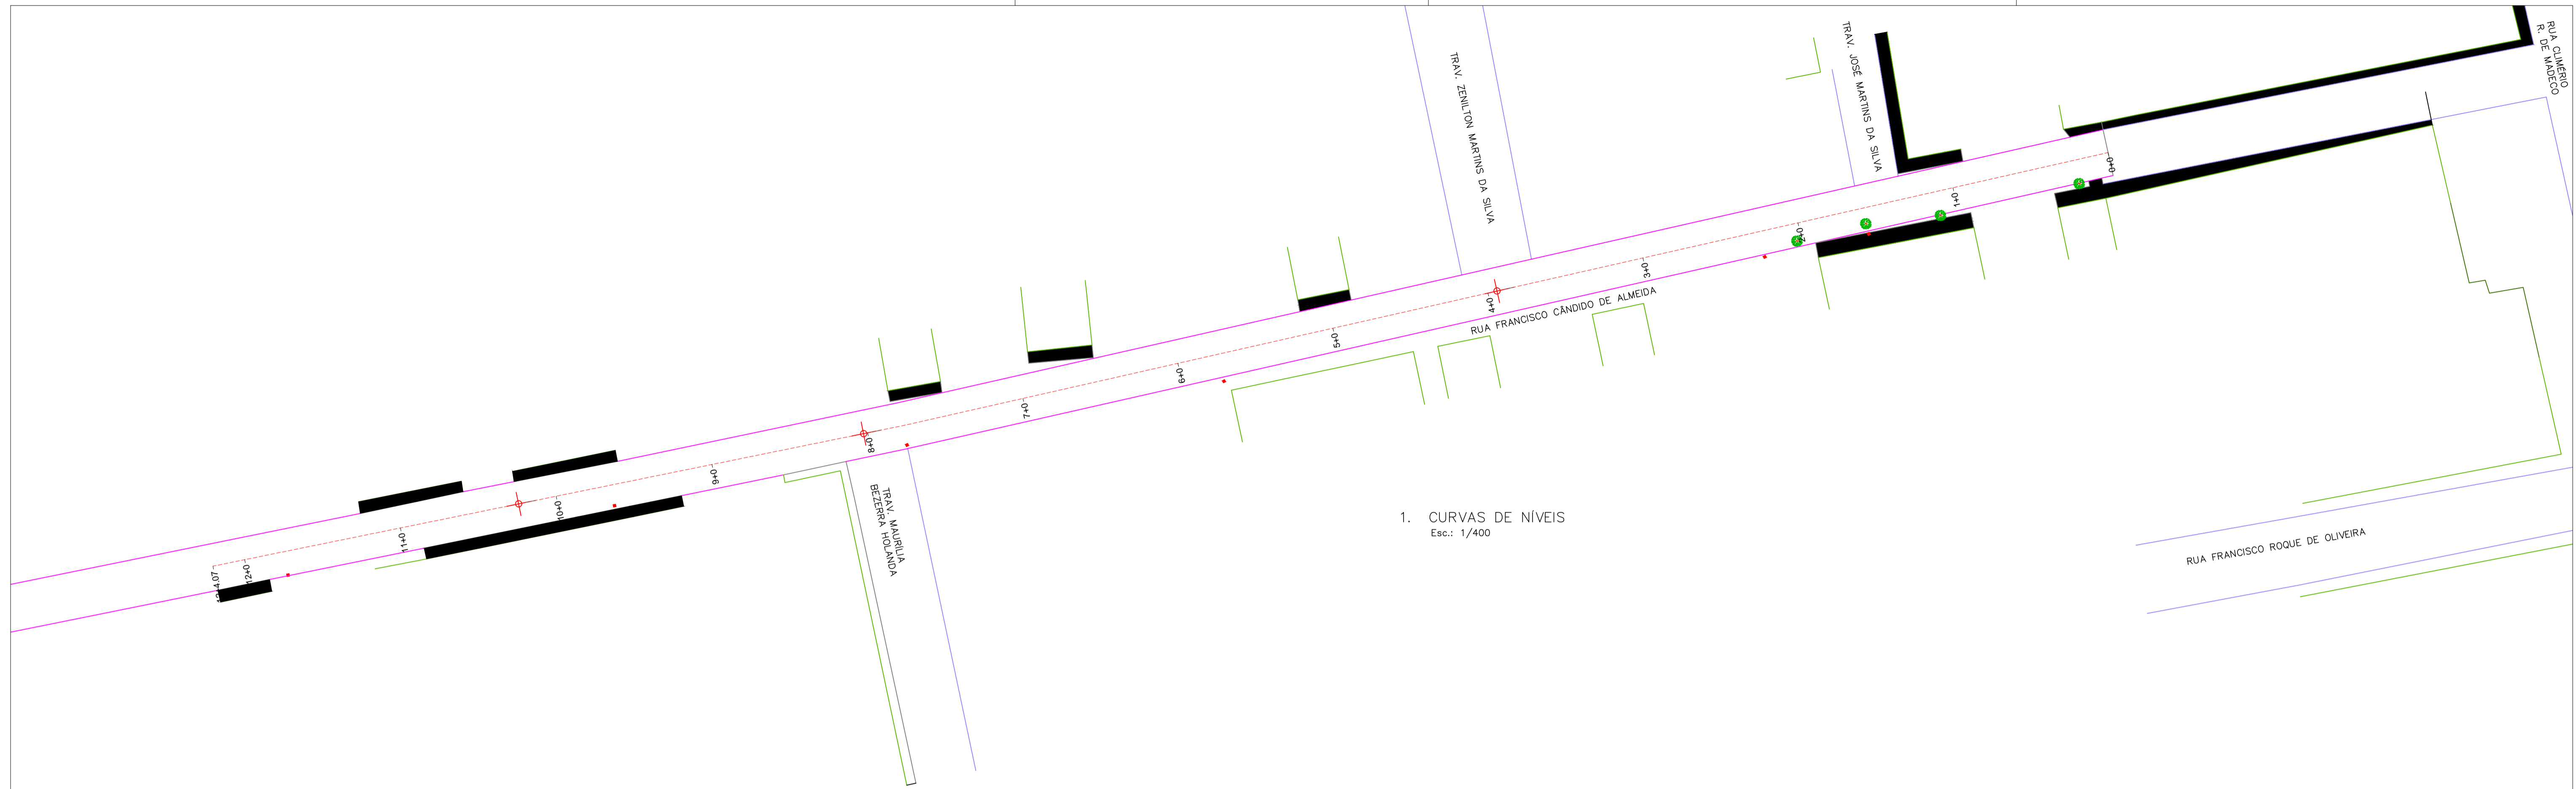 TRAV. ZENILTON MARTINS DA SILVA
TRAV. JOSÉ MARTINS DA SILVA
RUA CLIMÉRIO
R. DE MADECO
0+0
1+0
2+0
3+0
4+0
5+0
6+0
7+0
8+0
9+0
10+0
11+0
12+0
RUA FRANCISCO CÂNDIDO DE ALMEIDA
TRAV. MAURÍLIA
BEZERRA HOLANDA
1. CURVAS DE NÍVEIS
Esc.: 1/400
RUA FRANCISCO ROQUE DE OLIVEIRA